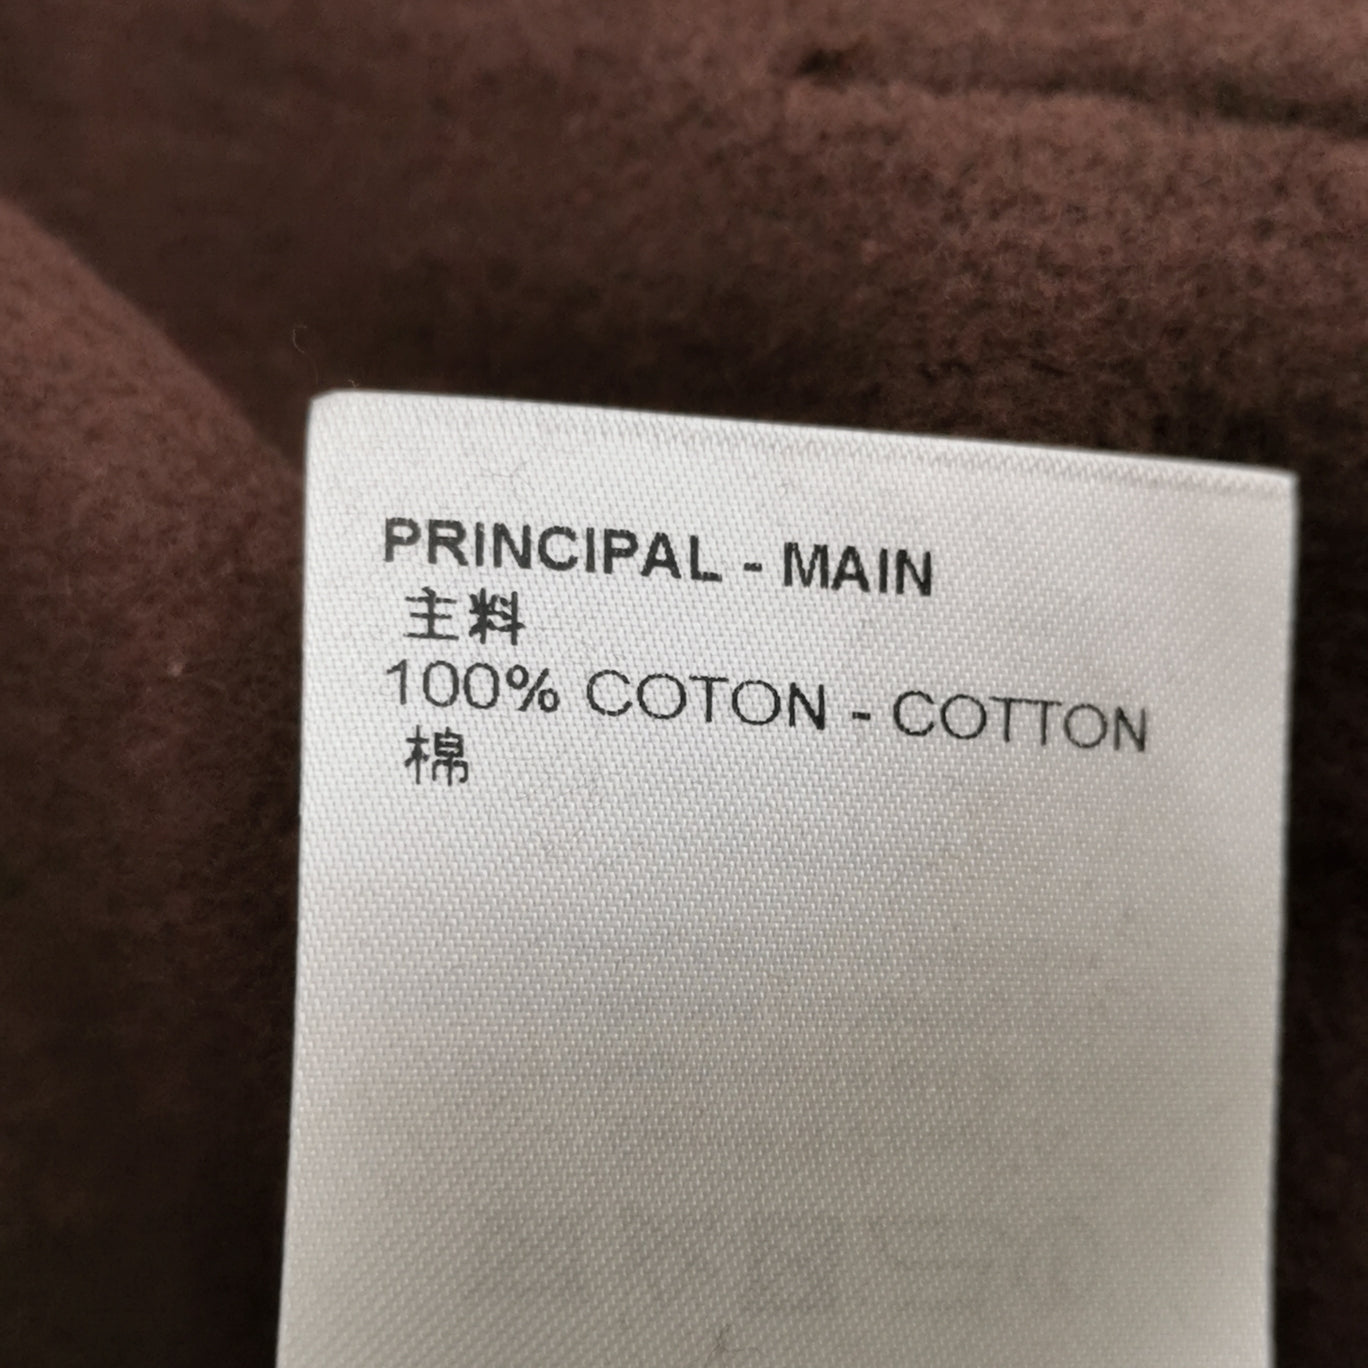 PRINCIPAL - MAIN
主料
100% COTON - COTTON
棉